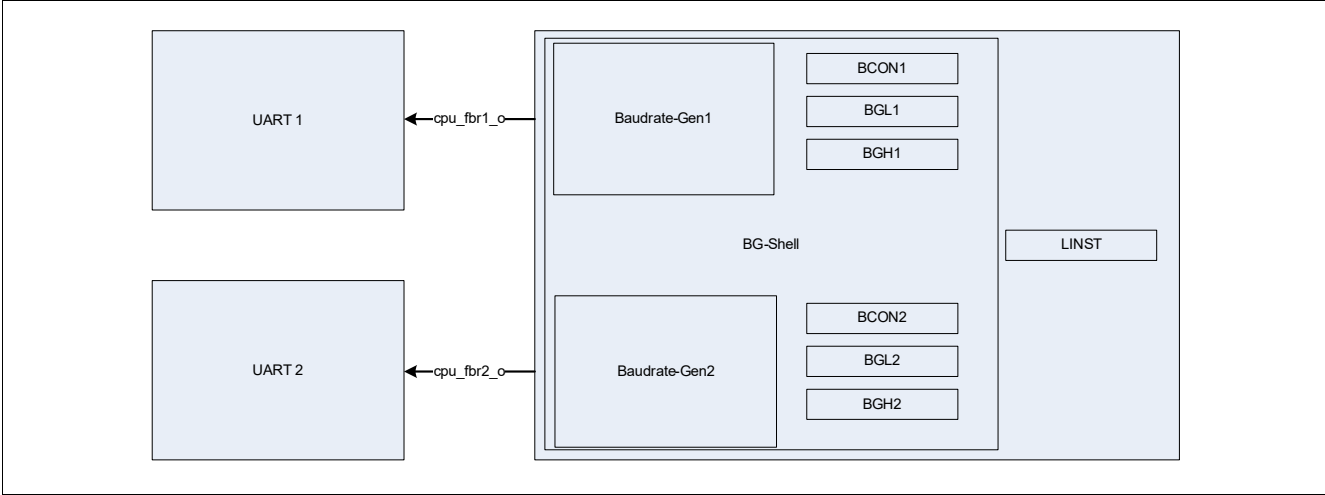 UART 1
cpu_fbr1_o
Baudrate-Gen1
BCON1
BGL1
BGH1
BG-Shell
LINST
UART 2
cpu_fbr2_o
Baudrate-Gen2
BCON2
BGL2
BGH2